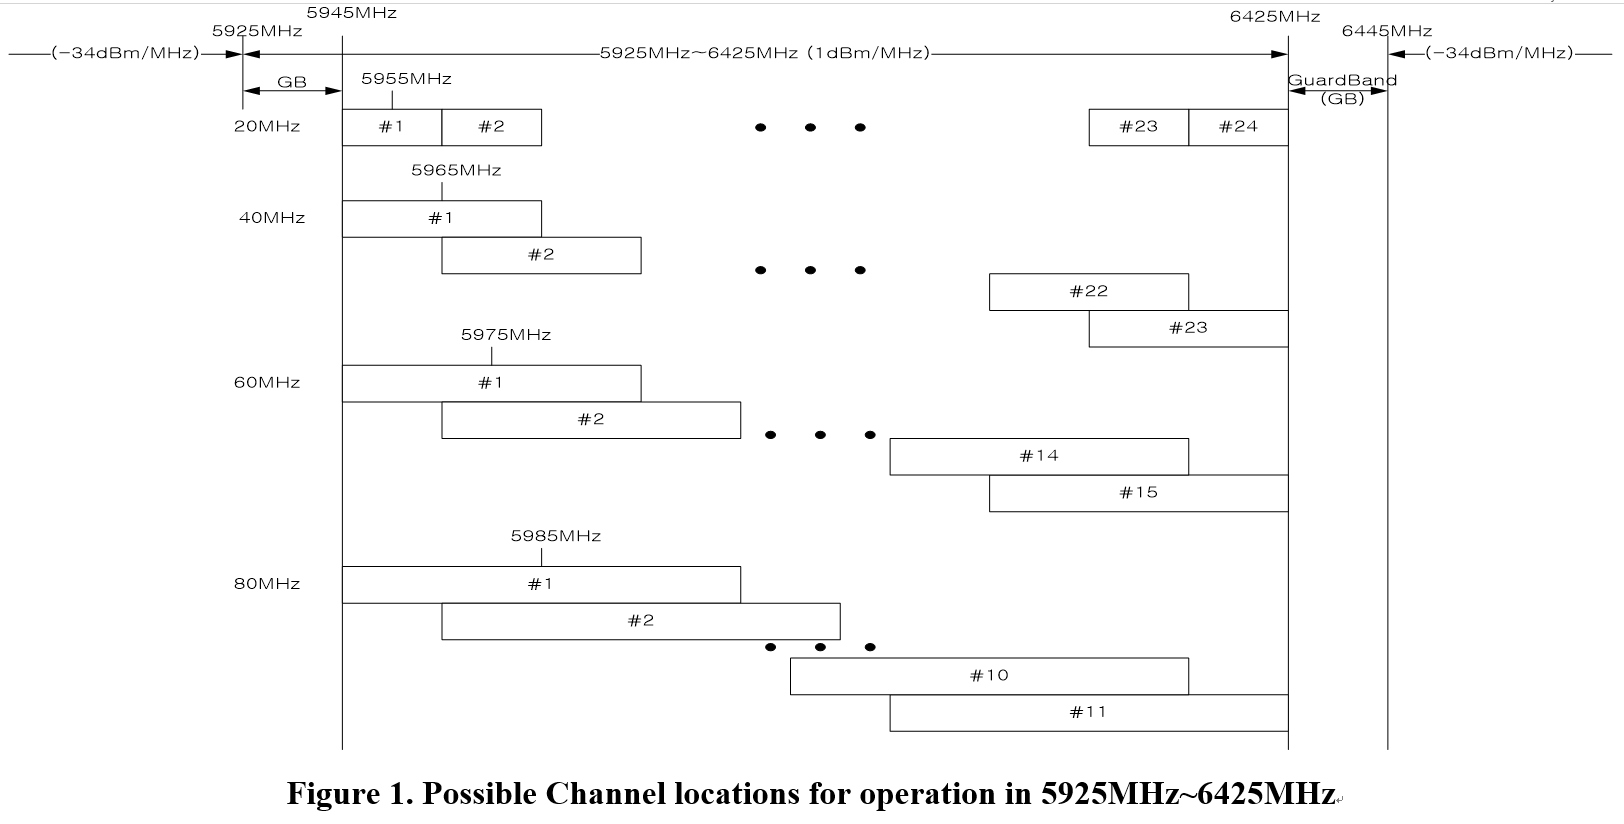 5945MHz
6425MHz
5925MHz
6445MHz
(-34dBm/MHz)
5925MHz~6425MHz (1dBm/MHz)
(-34dBm/MHz)
GB
5955MHz
GuardBand
(GB)
20MHz
#1
#2
#23
#24
5965MHz
40MHz
#1
#2
#22
#23
5975MHz
60MHz
#1
#2
#14
#15
5985MHz
80MHz
#1
#2
#10
#11
Figure 1. Possible Channel locations for operation in 5925MHz~6425MHz